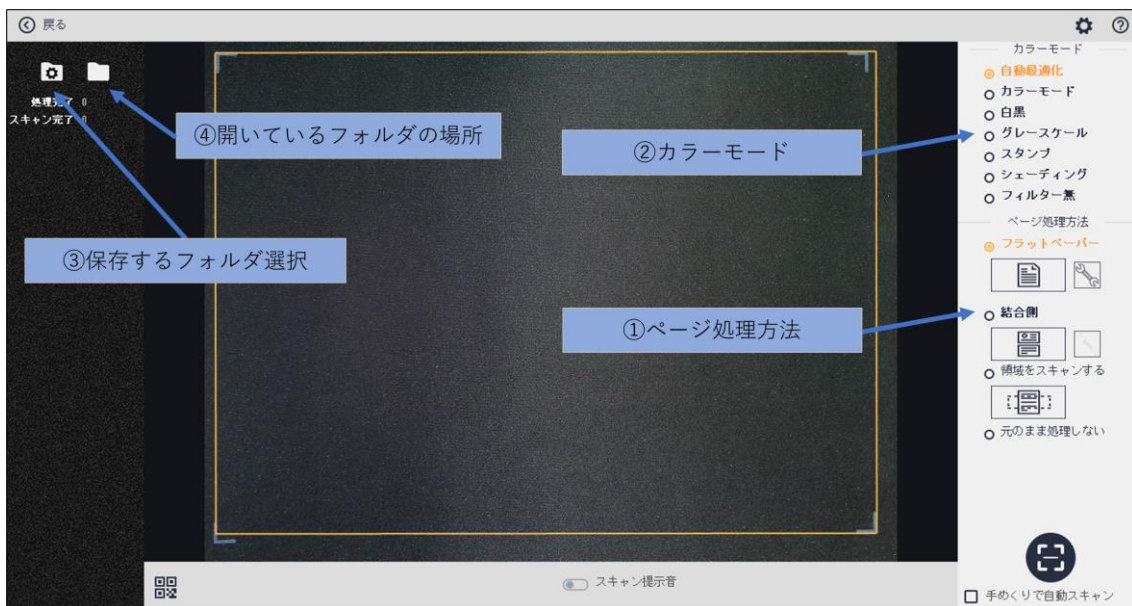 戻る
処理完了 0
スキャン完了 0
④開いているフォルダの場所
②カラーモード
③保存するフォルダ選択
①ページ処理方法
カラーモード
自動最適化
カラーモード
白黒
グレースケール
スタンプ
シェーディング
フィルター無
ページ処理方法
フラットペーパー
結合側
領域をスキャンする
元のまま処理しない
スキャン提示音
手めくりで自動スキャン